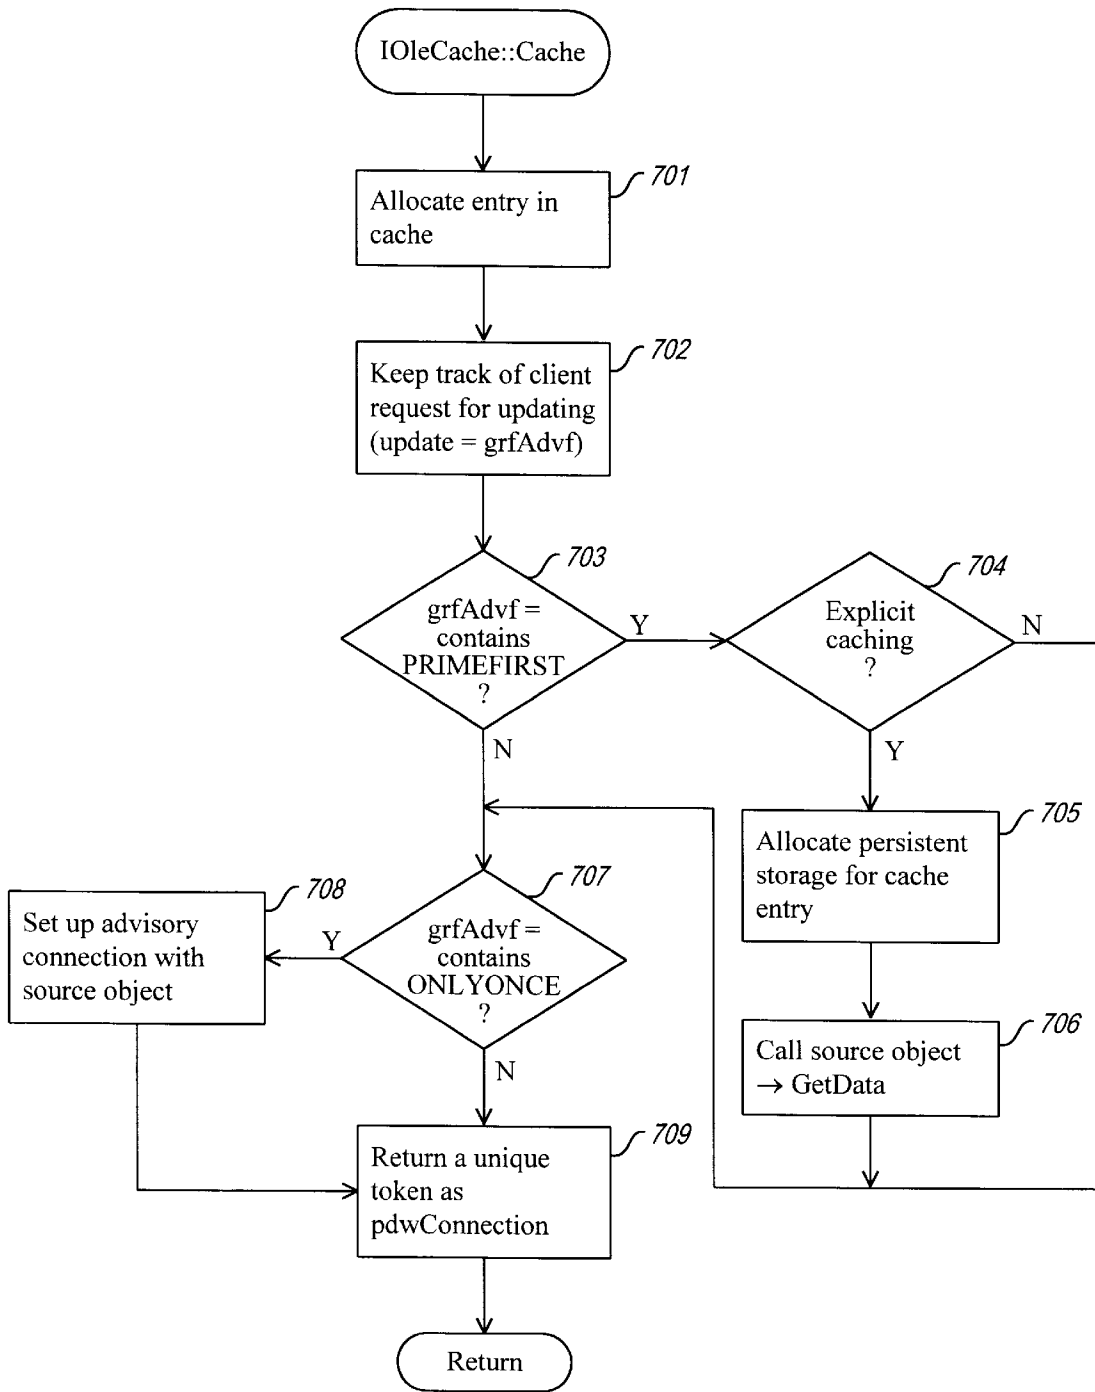 IOleCache::Cache
701
Allocate entry in
cache
702
Keep track of client
request for updating
(update = grfAdvf)
703
grfAdvf =
contains
PRIMEFIRST
?
Y
N
704
Explicit
caching
?
N
Y
705
Allocate persistent
storage for cache
entry
706
Call source object
→ GetData
707
grfAdvf =
contains
ONLYONCE
?
Y
N
708
Set up advisory
connection with
source object
709
Return a unique
token as
pdwConnection
Return